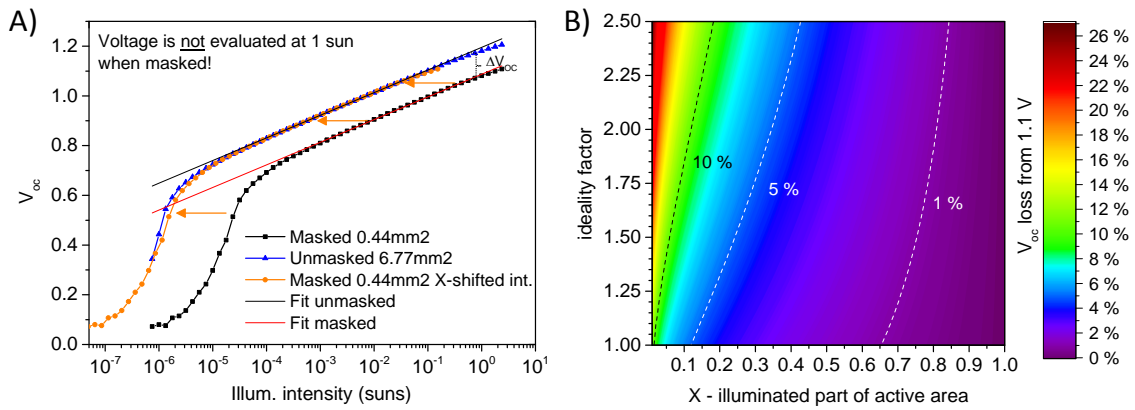 A)
Voltage is not evaluated at 1 sun
when masked!
ΔVoc
Voc
1.2
1.0
0.8
0.6
0.4
0.2
0.0
Masked 0.44mm2
Unmasked 6.77mm2
Masked 0.44mm2 X-shifted int.
Fit unmasked
Fit masked
10-7 10-6 10-5 10-4 10-3 10-2 10-1 100 101
Illum. intensity (suns)
B)
ideality factor
2.50
2.25
2.00
1.75
1.50
1.25
1.00
10 %
5 %
1 %
0.1 0.2 0.3 0.4 0.5 0.6 0.7 0.8 0.9 1.0
X - illuminated part of active area
Voc loss from 1.1 V
26 %
24 %
22 %
20 %
18 %
16 %
14 %
12 %
10 %
8 %
6 %
4 %
2 %
0 %